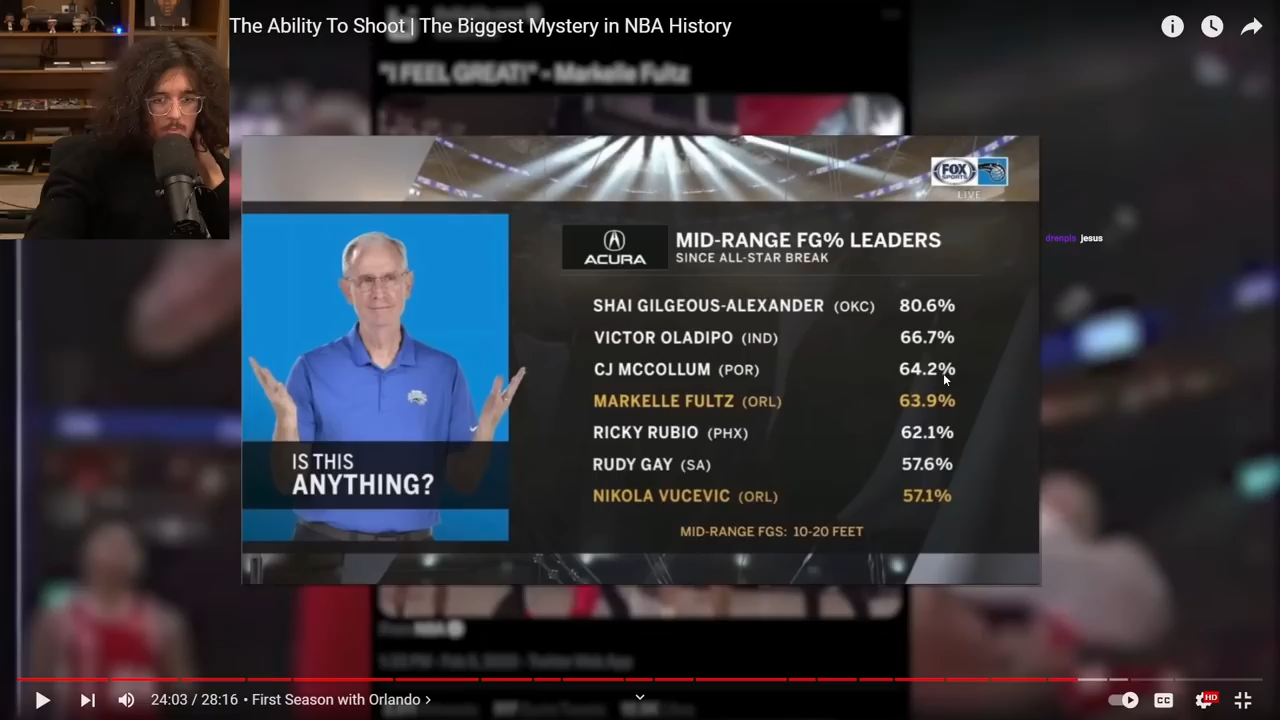 The Ability To Shoot | The Biggest Mystery in NBA History
"I FEEL GREAT!" - Markelle Fultz
FOX
SPORTS
LIVE
ACURA
MID-RANGE FG% LEADERS
SINCE ALL-STAR BREAK
SHAI GILGEOUS-ALEXANDER (OKC) 80.6%
VICTOR OLADIPO (IND) 66.7%
CJ MCCOLLUM (POR) 64.2%
MARKELLE FULTZ (ORL) 63.9%
RICKY RUBIO (PHX) 62.1%
RUDY GAY (SA) 57.6%
NIKOLA VUCEVIC (ORL) 57.1%
MID-RANGE FGS: 10-20 FEET
IS THIS
ANYTHING?
drenpls jesus
24:03 / 28:16 • First Season with Orlando
CC
HD